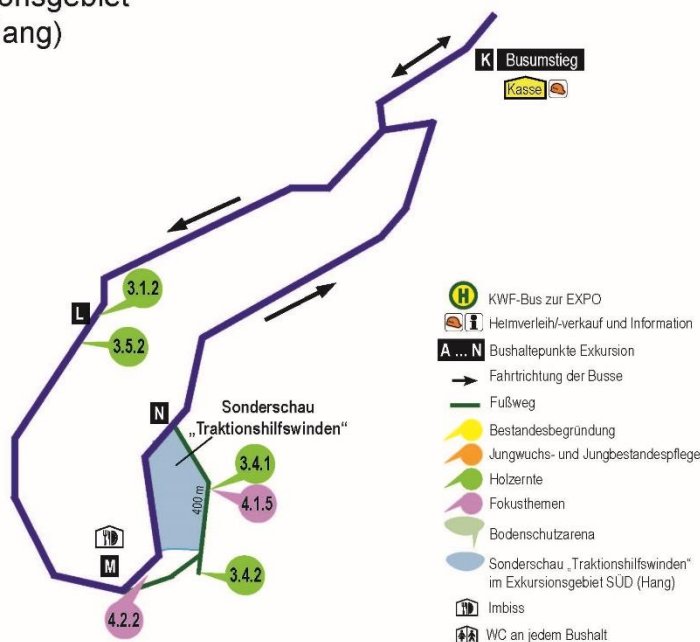 onsgebiet
ang)
K Busumstieg
Kasse
3.1.2
L
3.5.2
N
Sonderschau
„Traktionshilfswinden“
3.4.1
400 m
4.1.5
M
3.4.2
4.2.2
H KWF-Bus zur EXPO
i Helmverleih/-verkauf und Information
A ... N Bushaltepunkte Exkursion
Fahrtrichtung der Busse
Fußweg
Bestandesbegründung
Jungwuchs- und Jungbestandespflege
Holzernte
Fokusthemen
Bodenschutzarena
Sonderschau „Traktionshilfswinden“
im Exkursionsgebiet SÜD (Hang)
Imbiss
WC an jedem Bushalt